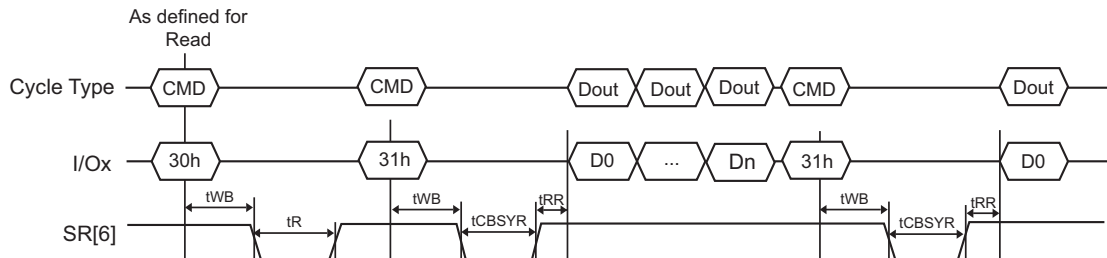 As defined for
Read
Cycle Type CMD CMD Dout Dout Dout CMD Dout
I/Ox 30h 31h D0 ... Dn 31h D0
tWB tR tWB tCBSYR tRR tWB tCBSYR tRR
SR[6]